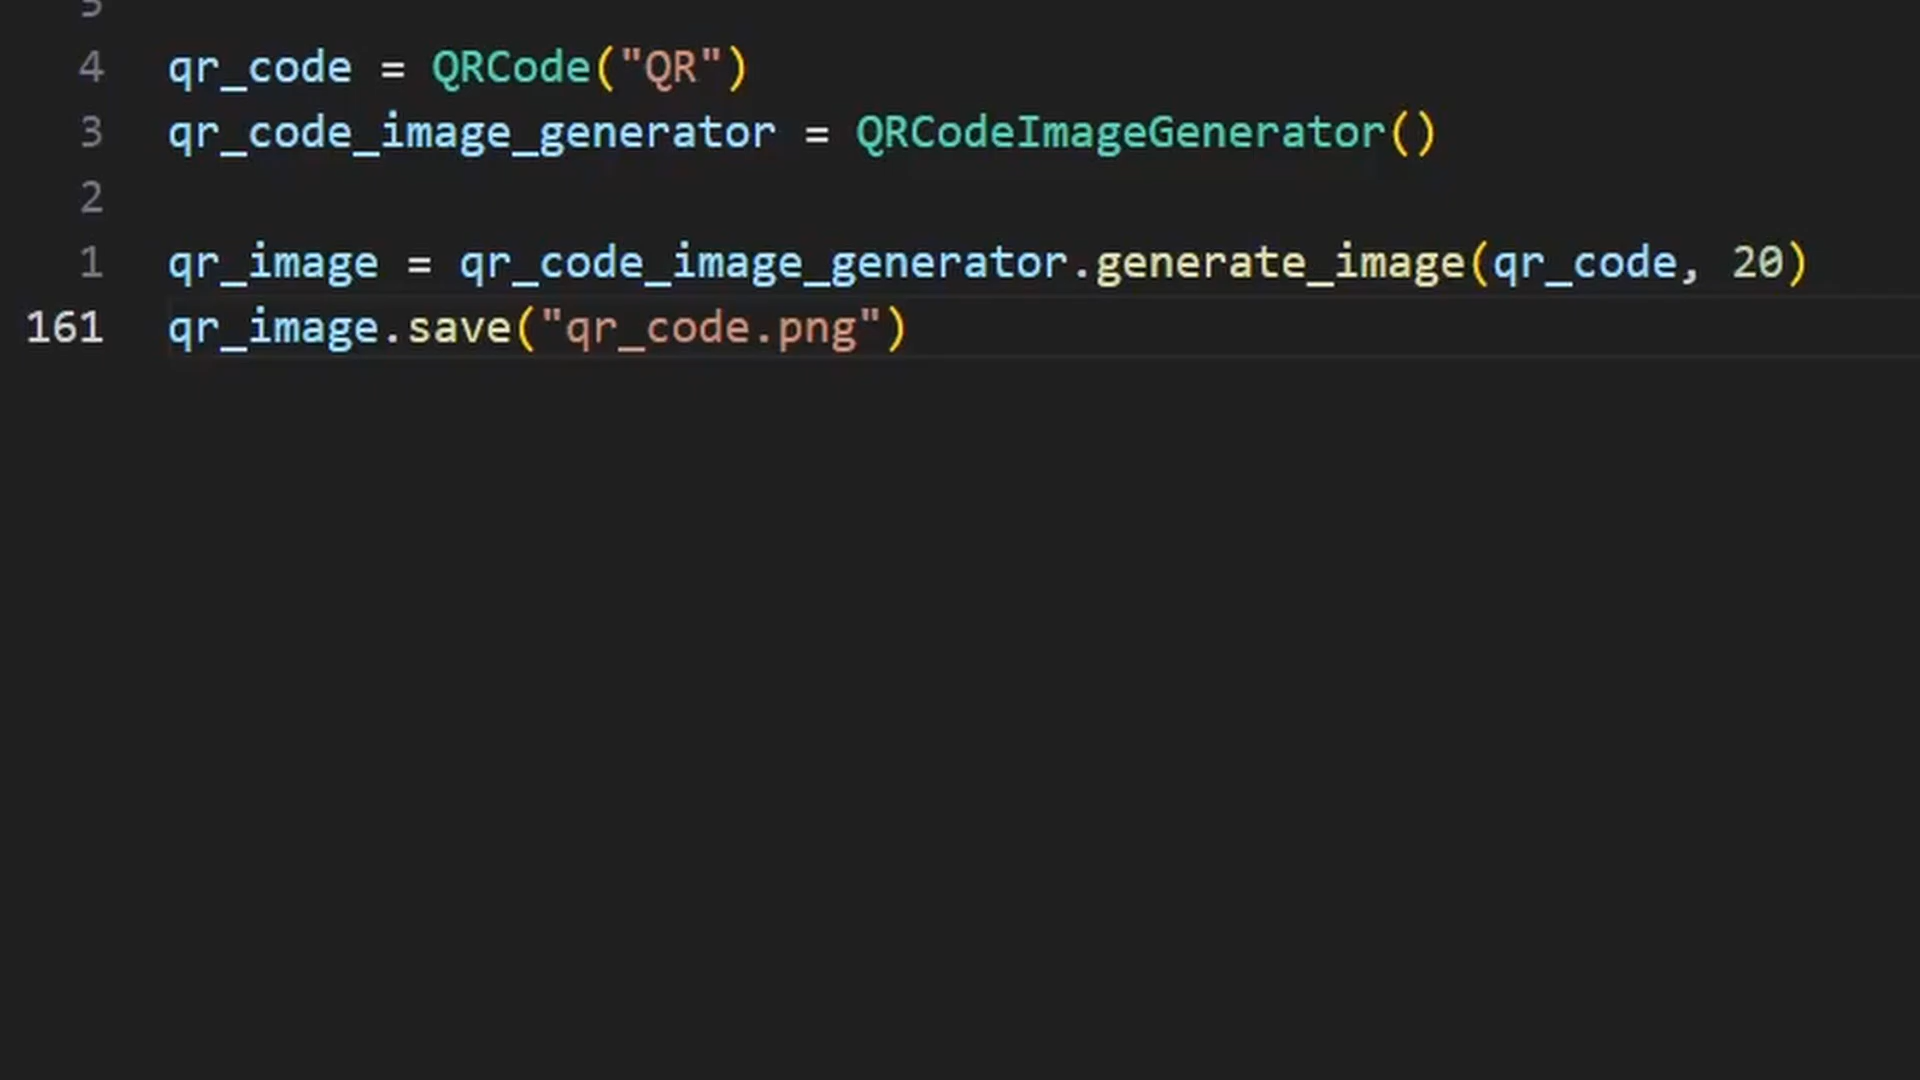 4 qr_code = QRCode("QR")
3 qr_code_image_generator = QRCodeImageGenerator()
2
1 qr_image = qr_code_image_generator.generate_image(qr_code, 20)
161 qr_image.save("qr_code.png")